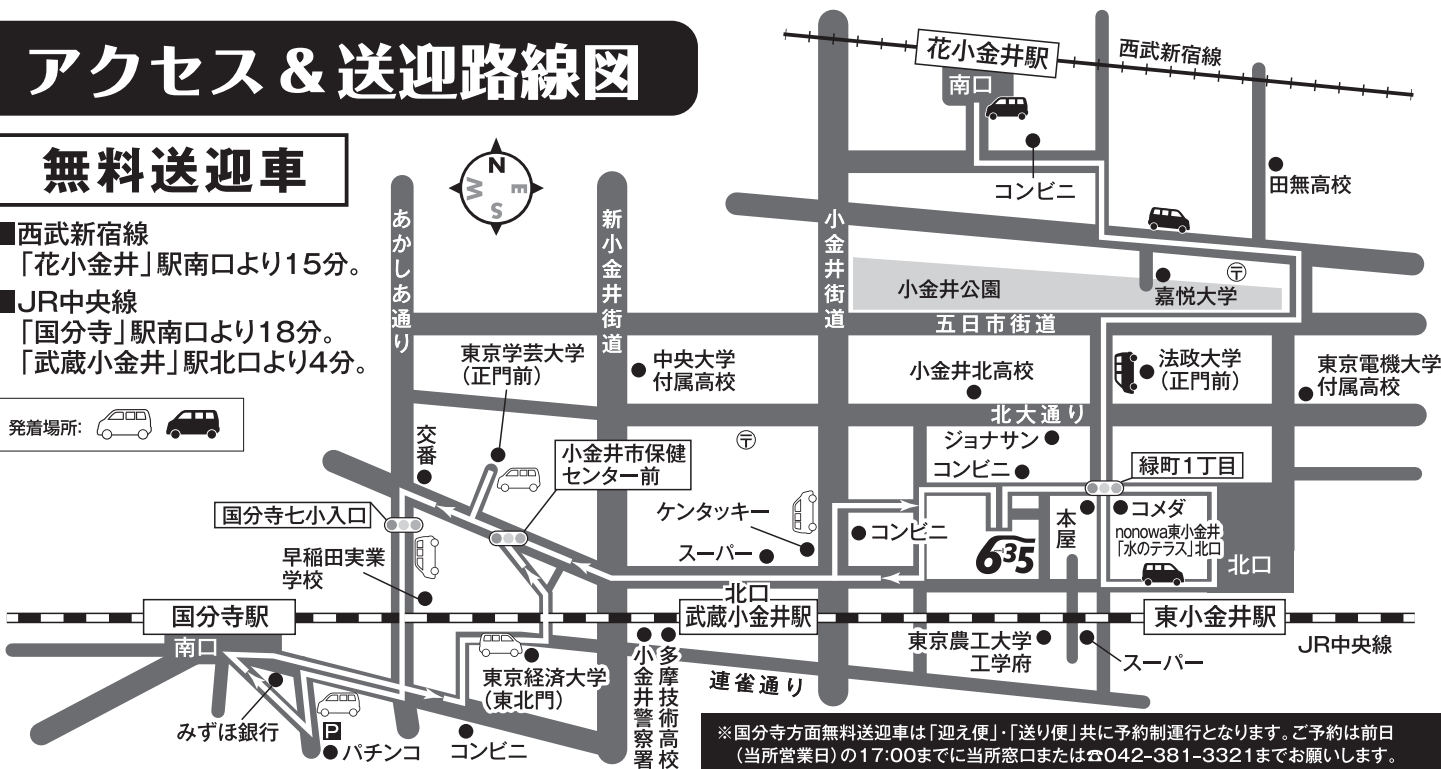 アクセス&送迎路線図
無料送迎車
■西武新宿線
「花小金井」駅南口より15分。
■JR中央線
「国分寺」駅南口より18分。
「武蔵小金井」駅北口より4分。
発着場所:
N
E
S
W
花小金井駅
南口
西武新宿線
コンビニ
田無高校
あかしあ通り
新小金井街道
小金井街道
小金井公園
〒
嘉悦大学
五日市街道
東京学芸大学
(正門前)
中央大学
付属高校
小金井北高校
法政大学
(正門前)
東京電機大学
付属高校
北大通り
交番
小金井市保健
センター前
〒
ジョナサン
コンビニ
緑町1丁目
国分寺七小入口
ケンタッキー
スーパー
コンビニ
本屋
コメダ
nonowa東小金井
「水のテラス」北口
北口
早稲田実業
学校
635
北口
国分寺駅
南口
武蔵小金井駅
東小金井駅
JR中央線
東京経済大学
(東北門)
小金井警察署
多摩技術高校
連雀通り
東京農工大学
工学府
スーパー
みずほ銀行
P
パチンコ
コンビニ
※国分寺方面無料送迎車は「迎え便」・「送り便」共に予約制運行となります。ご予約は前日
(当所営業日)の17:00までに当所窓口または☎042-381-3321までお願いします。